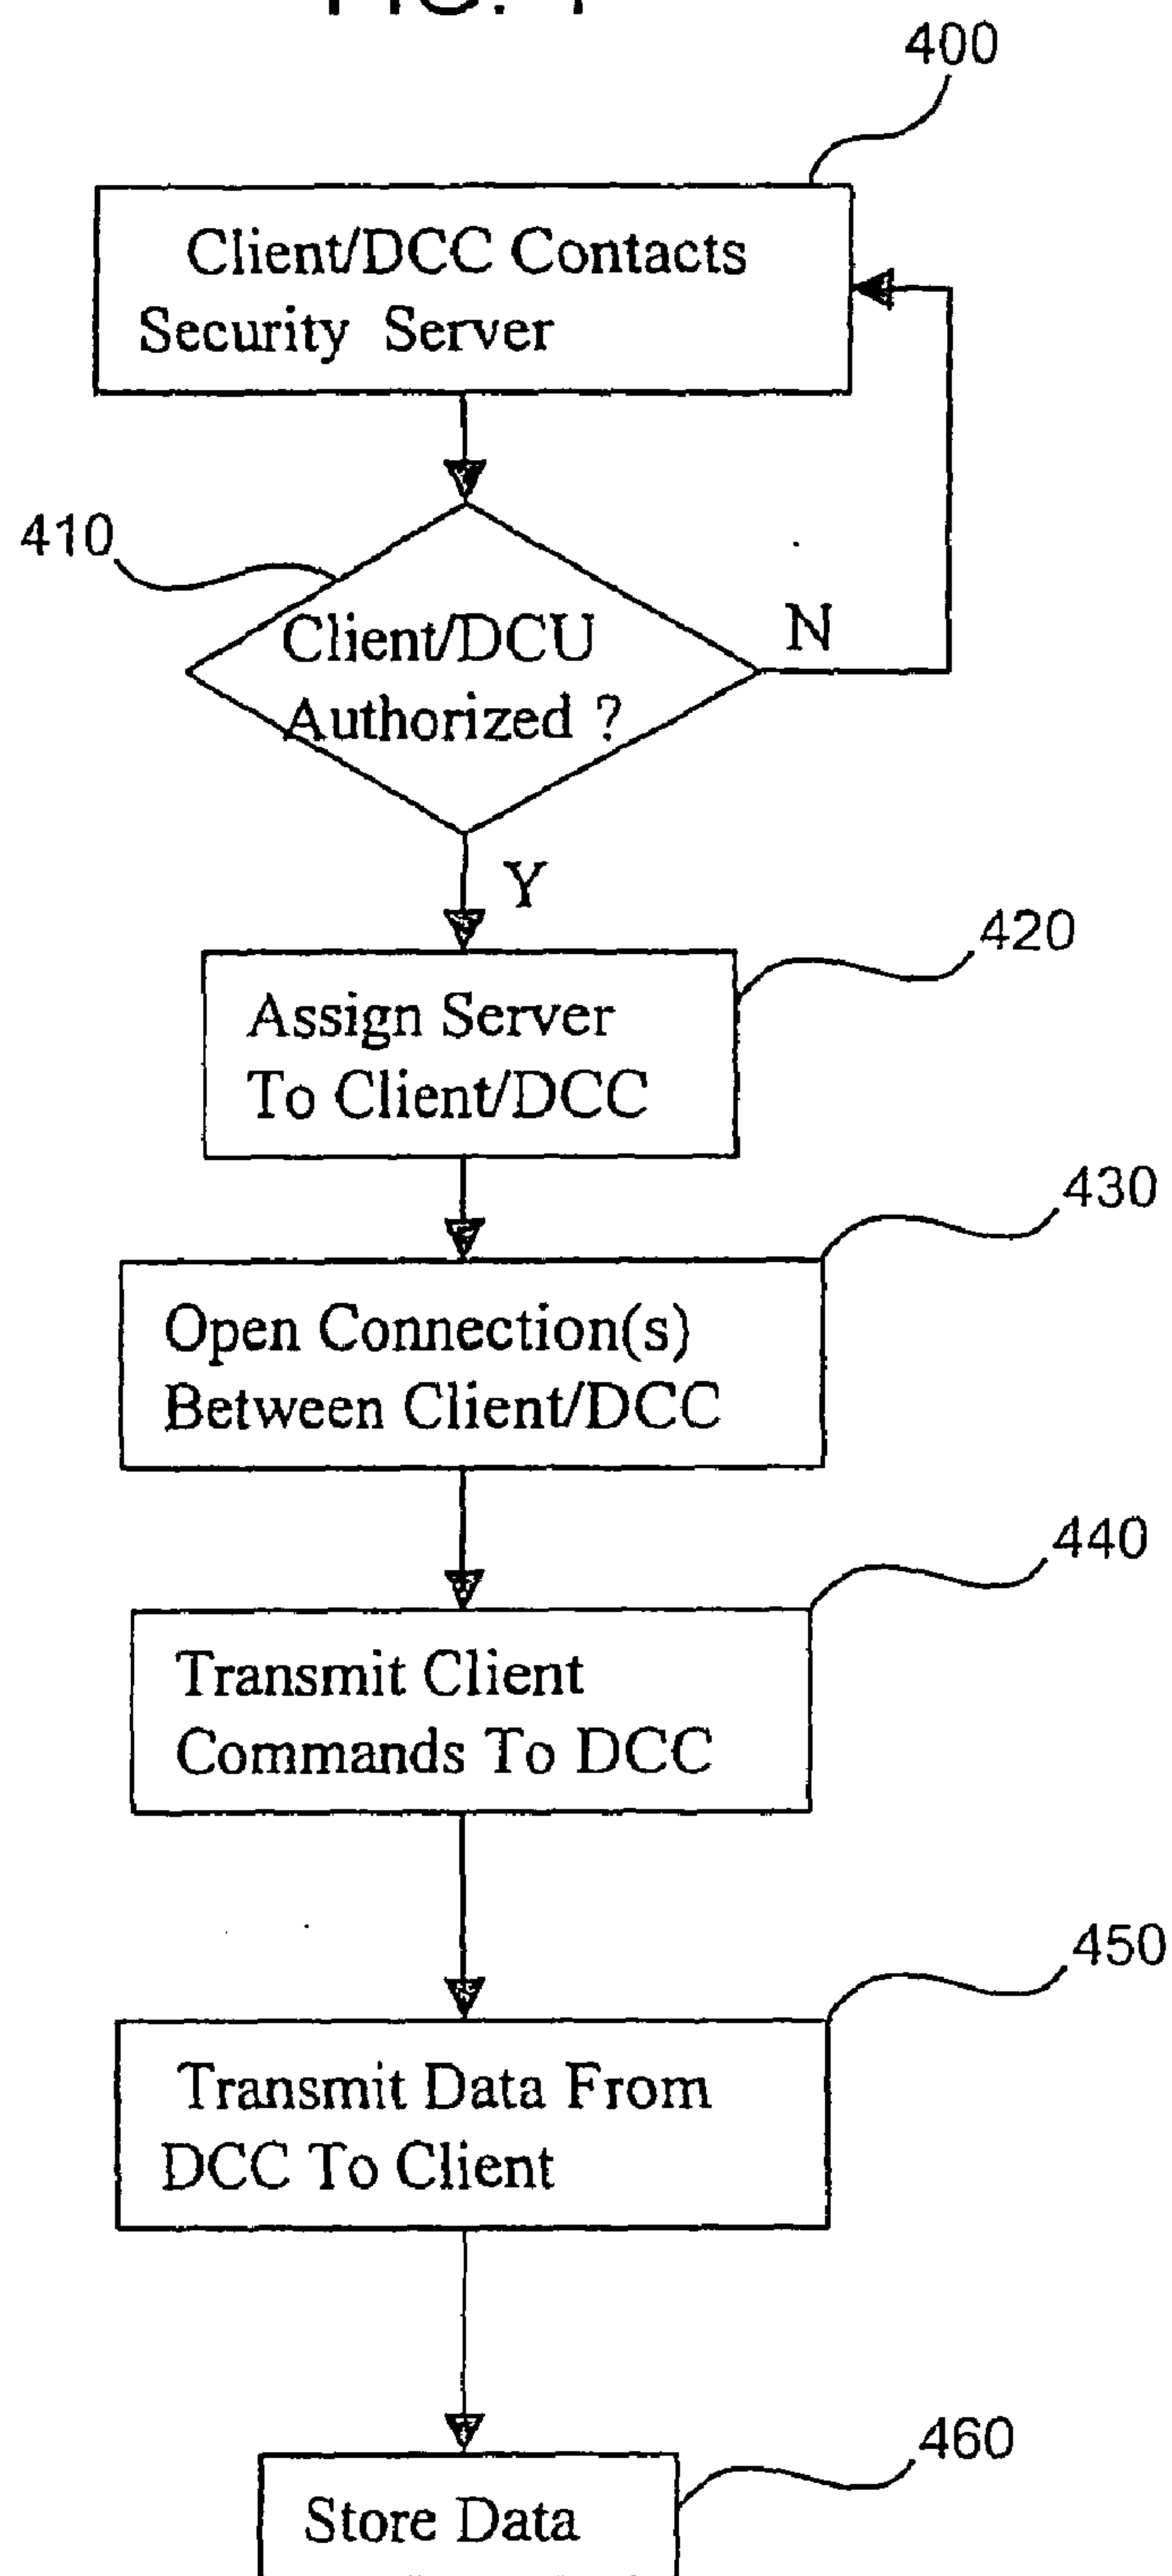 400
Client/DCC Contacts
Security Server
410
Client/DCU
Authorized ?
N
Y
420
Assign Server
To Client/DCC
430
Open Connection(s)
Between Client/DCC
440
Transmit Client
Commands To DCC
450
Transmit Data From
DCC To Client
460
Store Data